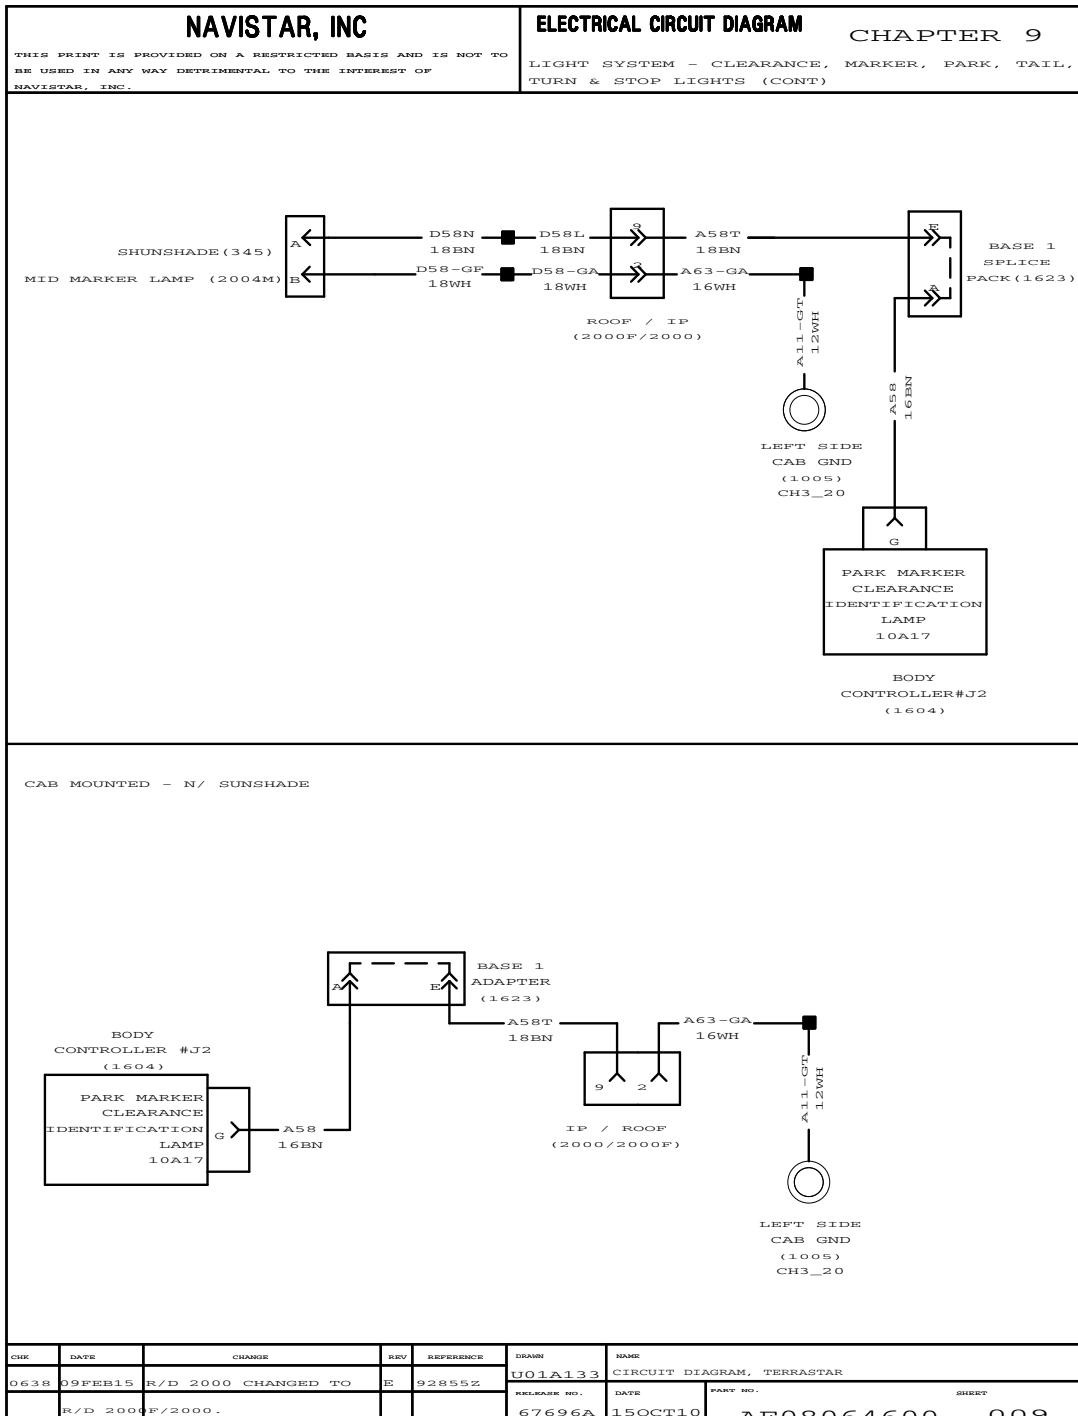 NAVISTAR, INC
THIS PRINT IS PROVIDED ON A RESTRICTED BASIS AND IS NOT TO
BE USED IN ANY WAY DETRIMENTAL TO THE INTEREST OF
NAVISTAR, INC.
ELECTRICAL CIRCUIT DIAGRAM
CHAPTER 9
LIGHT SYSTEM - CLEARANCE, MARKER, PARK, TAIL,
TURN & STOP LIGHTS (CONT)
SHUNSHADE(345)
MID MARKER LAMP (2004M)
A
B
D58N
18BN
D58L
18BN
9
A58T
18BN
D58-GF
18WH
D58-GA
18WH
A63-GA
16WH
ROOF / IP
(2000F/2000)
A11-GT
12WH
LEFT SIDE
CAB GND
(1005)
CH3_20
E
A
BASE 1
SPLICE
PACK(1623)
A58
16BN
G
PARK MARKER
CLEARANCE
IDENTIFICATION
LAMP
10A17
BODY
CONTROLLER#J2
(1604)
CAB MOUNTED - N/ SUNSHADE
A
E
BASE 1
ADAPTER
(1623)
A58T
18BN
A63-GA
16WH
9
2
IP / ROOF
(2000/2000F)
A11-GT
12WH
BODY
CONTROLLER #J2
(1604)
PARK MARKER
CLEARANCE
IDENTIFICATION
LAMP
10A17
G
A58
16BN
LEFT SIDE
CAB GND
(1005)
CH3_20
CHK DATE CHANGE REV REFERENCE
0638 09FEB15 R/D 2000 CHANGED TO E 92855Z
R/D 2000F/2000.
DRAWN
U01A133
NAME
CIRCUIT DIAGRAM, TERRASTAR
RELEASE NO.
67696A
DATE
15OCT10
PART NO.
SHEET
AE08064600 009